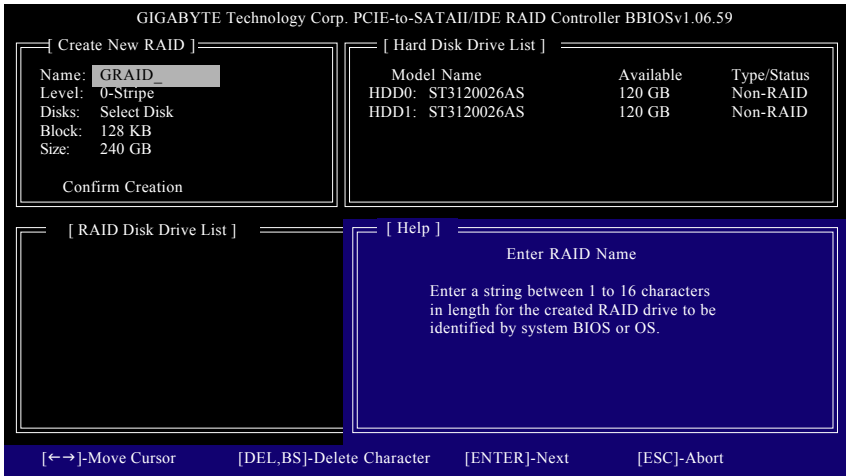 GIGABYTE Technology Corp. PCIE-to-SATAII/IDE RAID Controller BBIOSv1.06.59
[ Create New RAID ]
Name: GRAID_
Level: 0-Stripe
Disks: Select Disk
Block: 128 KB
Size: 240 GB
Confirm Creation
[ Hard Disk Drive List ]
Model Name Available Type/Status
HDD0: ST3120026AS 120 GB Non-RAID
HDD1: ST3120026AS 120 GB Non-RAID
[ RAID Disk Drive List ]
[ Help ]
Enter RAID Name
Enter a string between 1 to 16 characters
in length for the created RAID drive to be
identified by system BIOS or OS.
[←→]-Move Cursor [DEL,BS]-Delete Character [ENTER]-Next [ESC]-Abort